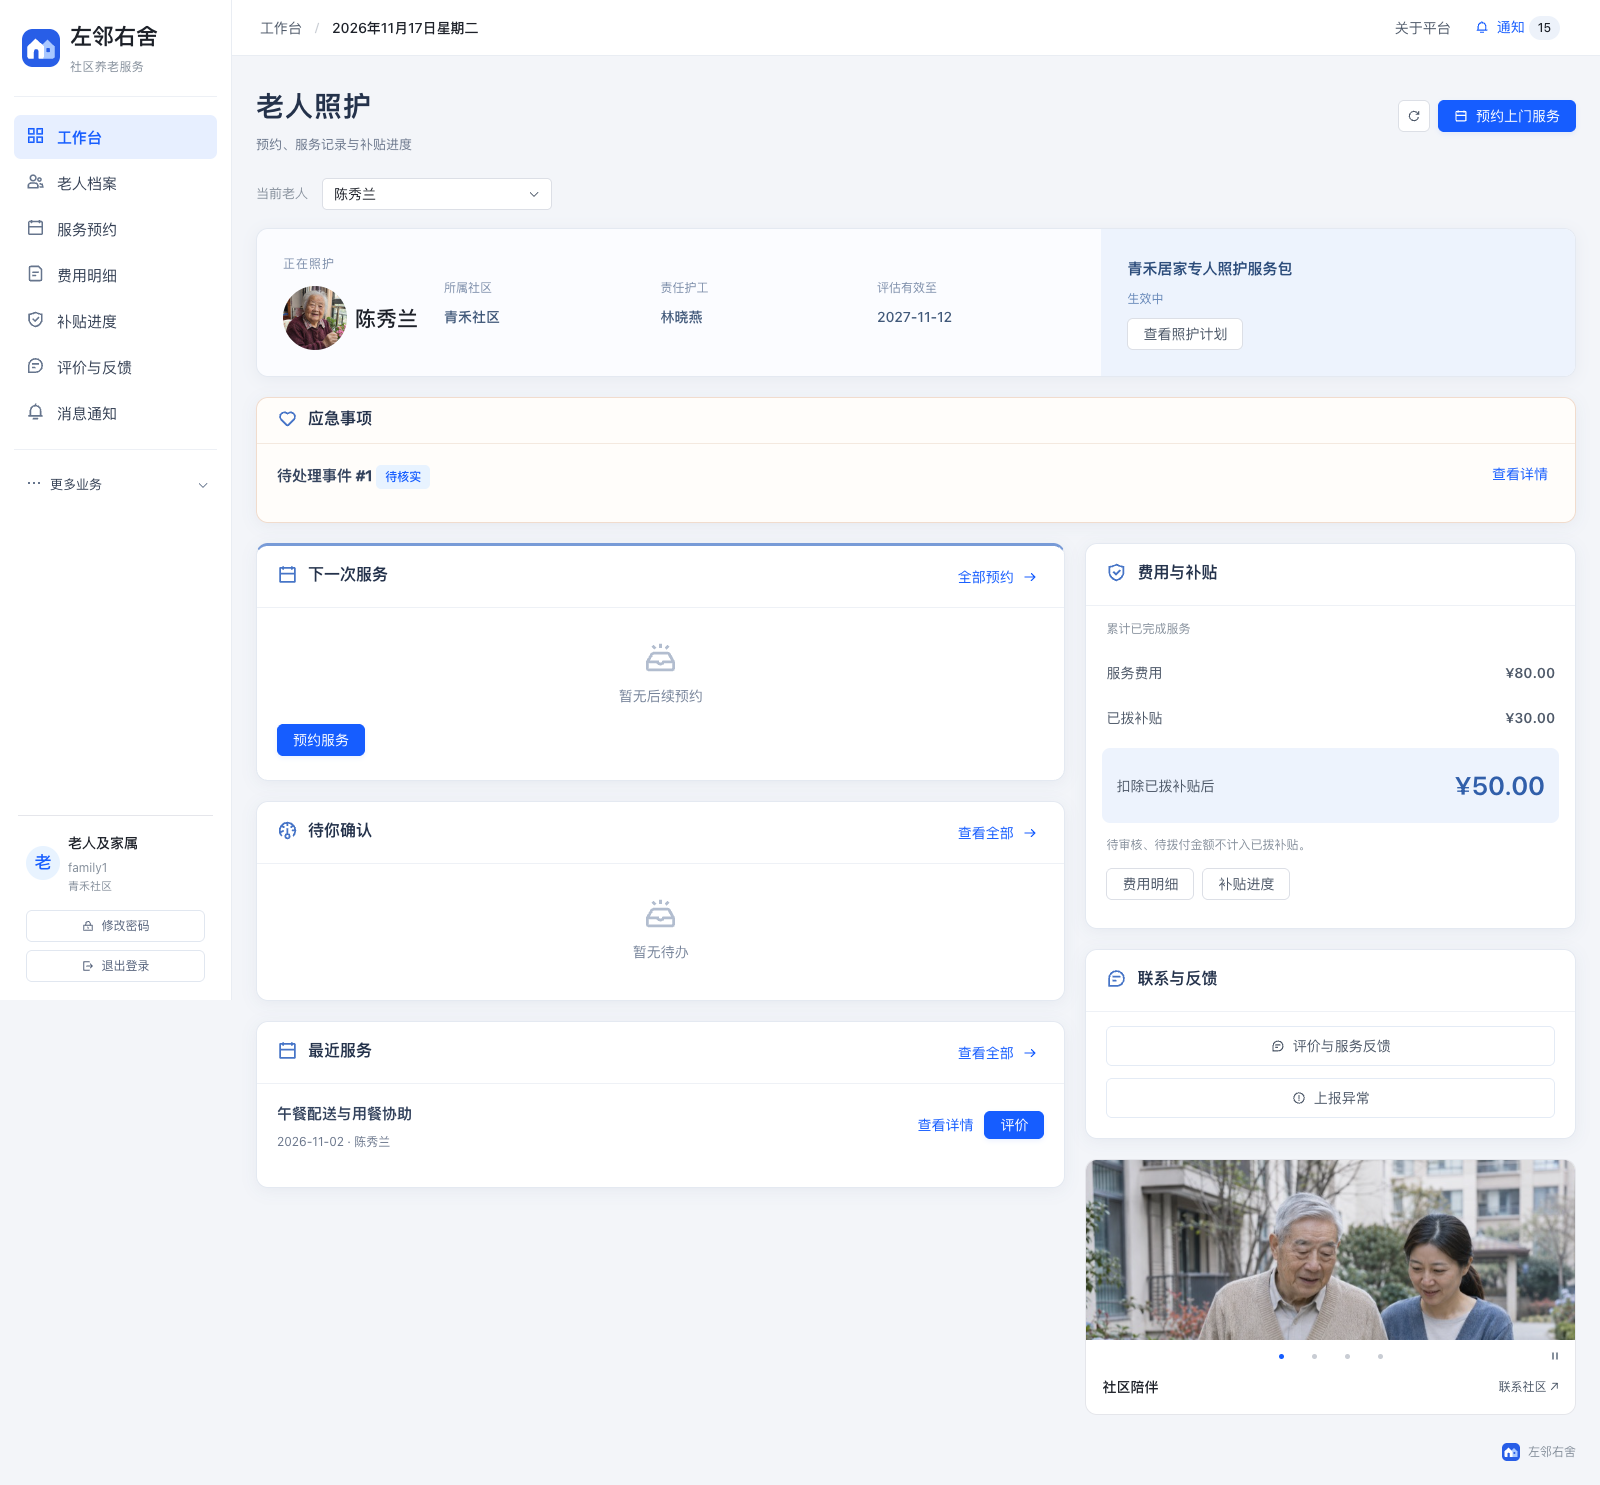 左邻右舍
社区养老服务
工作台
老人档案
服务预约
费用明细
补贴进度
评价与反馈
消息通知
更多业务
老
老人及家属
family1
青禾社区
修改密码
退出登录
工作台 / 2026年11月17日星期二
关于平台
通知 15
老人照护
预约、服务记录与补贴进度
预约上门服务
当前老人
陈秀兰
正在照护
陈秀兰
所属社区
青禾社区
责任护工
林晓燕
评估有效至
2027-11-12
青禾居家专人照护服务包
生效中
查看照护计划
应急事项
待处理事件 #1 待核实
查看详情
下一次服务
全部预约
暂无后续预约
预约服务
待你确认
查看全部
暂无待办
最近服务
查看全部
午餐配送与用餐协助
2026-11-02 · 陈秀兰
查看详情
评价
费用与补贴
累计已完成服务
服务费用 ¥80.00
已拨补贴 ¥30.00
扣除已拨补贴后 ¥50.00
待审核、待拨付金额不计入已拨补贴。
费用明细
补贴进度
联系与反馈
评价与服务反馈
上报异常
社区陪伴
联系社区
左邻右舍